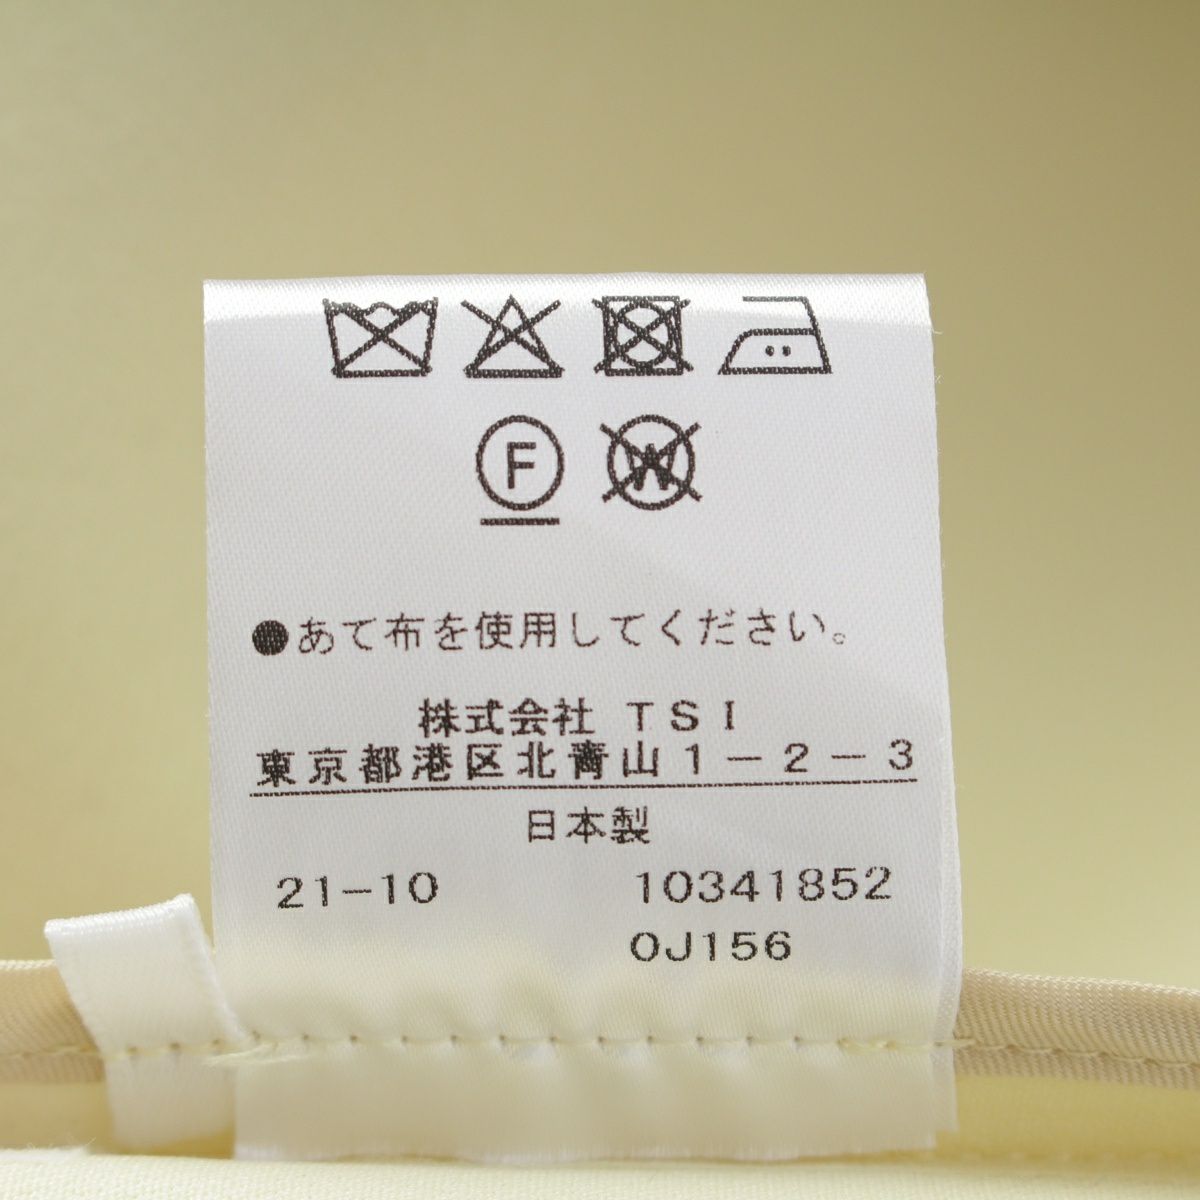 F W
●あて布を使用してください。
株式会社 TSI
東京都港区北青山1-2-3
日本製
21-10 10341852
0J156